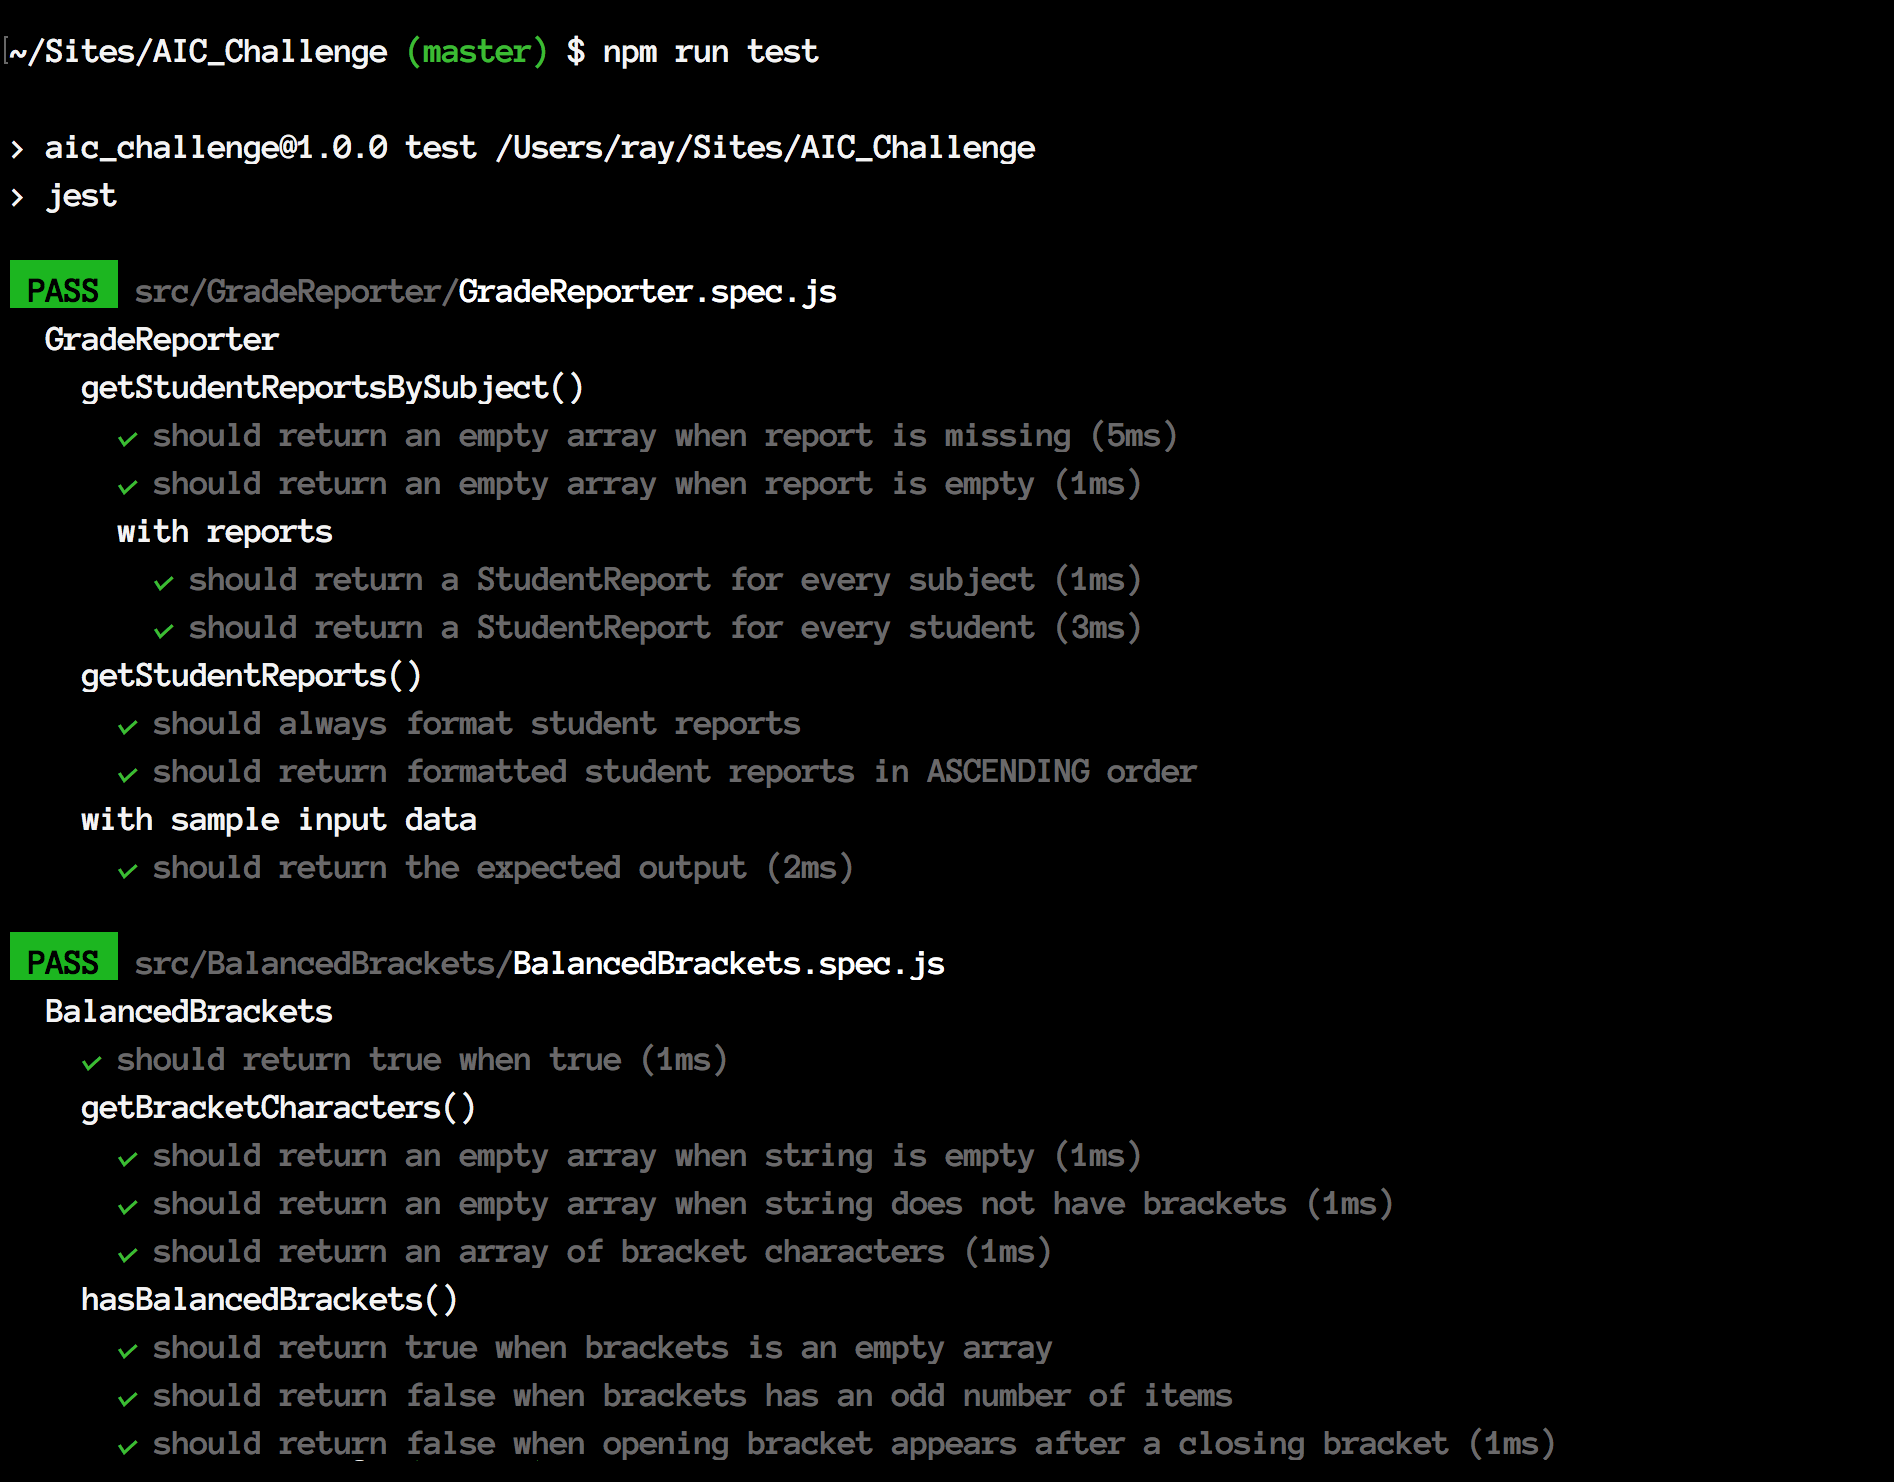 ~/Sites/AIC_Challenge (master) $ npm run test
> aic_challenge@1.0.0 test /Users/ray/Sites/AIC_Challenge
> jest
PASS src/GradeReporter/GradeReporter.spec.js
GradeReporter
getStudentReportsBySubject()
✓ should return an empty array when report is missing (5ms)
✓ should return an empty array when report is empty (1ms)
with reports
✓ should return a StudentReport for every subject (1ms)
✓ should return a StudentReport for every student (3ms)
getStudentReports()
✓ should always format student reports
✓ should return formatted student reports in ASCENDING order
with sample input data
✓ should return the expected output (2ms)
PASS src/BalancedBrackets/BalancedBrackets.spec.js
BalancedBrackets
✓ should return true when true (1ms)
getBracketCharacters()
✓ should return an empty array when string is empty (1ms)
✓ should return an empty array when string does not have brackets (1ms)
✓ should return an array of bracket characters (1ms)
hasBalancedBrackets()
✓ should return true when brackets is an empty array
✓ should return false when brackets has an odd number of items
✓ should return false when opening bracket appears after a closing bracket (1ms)